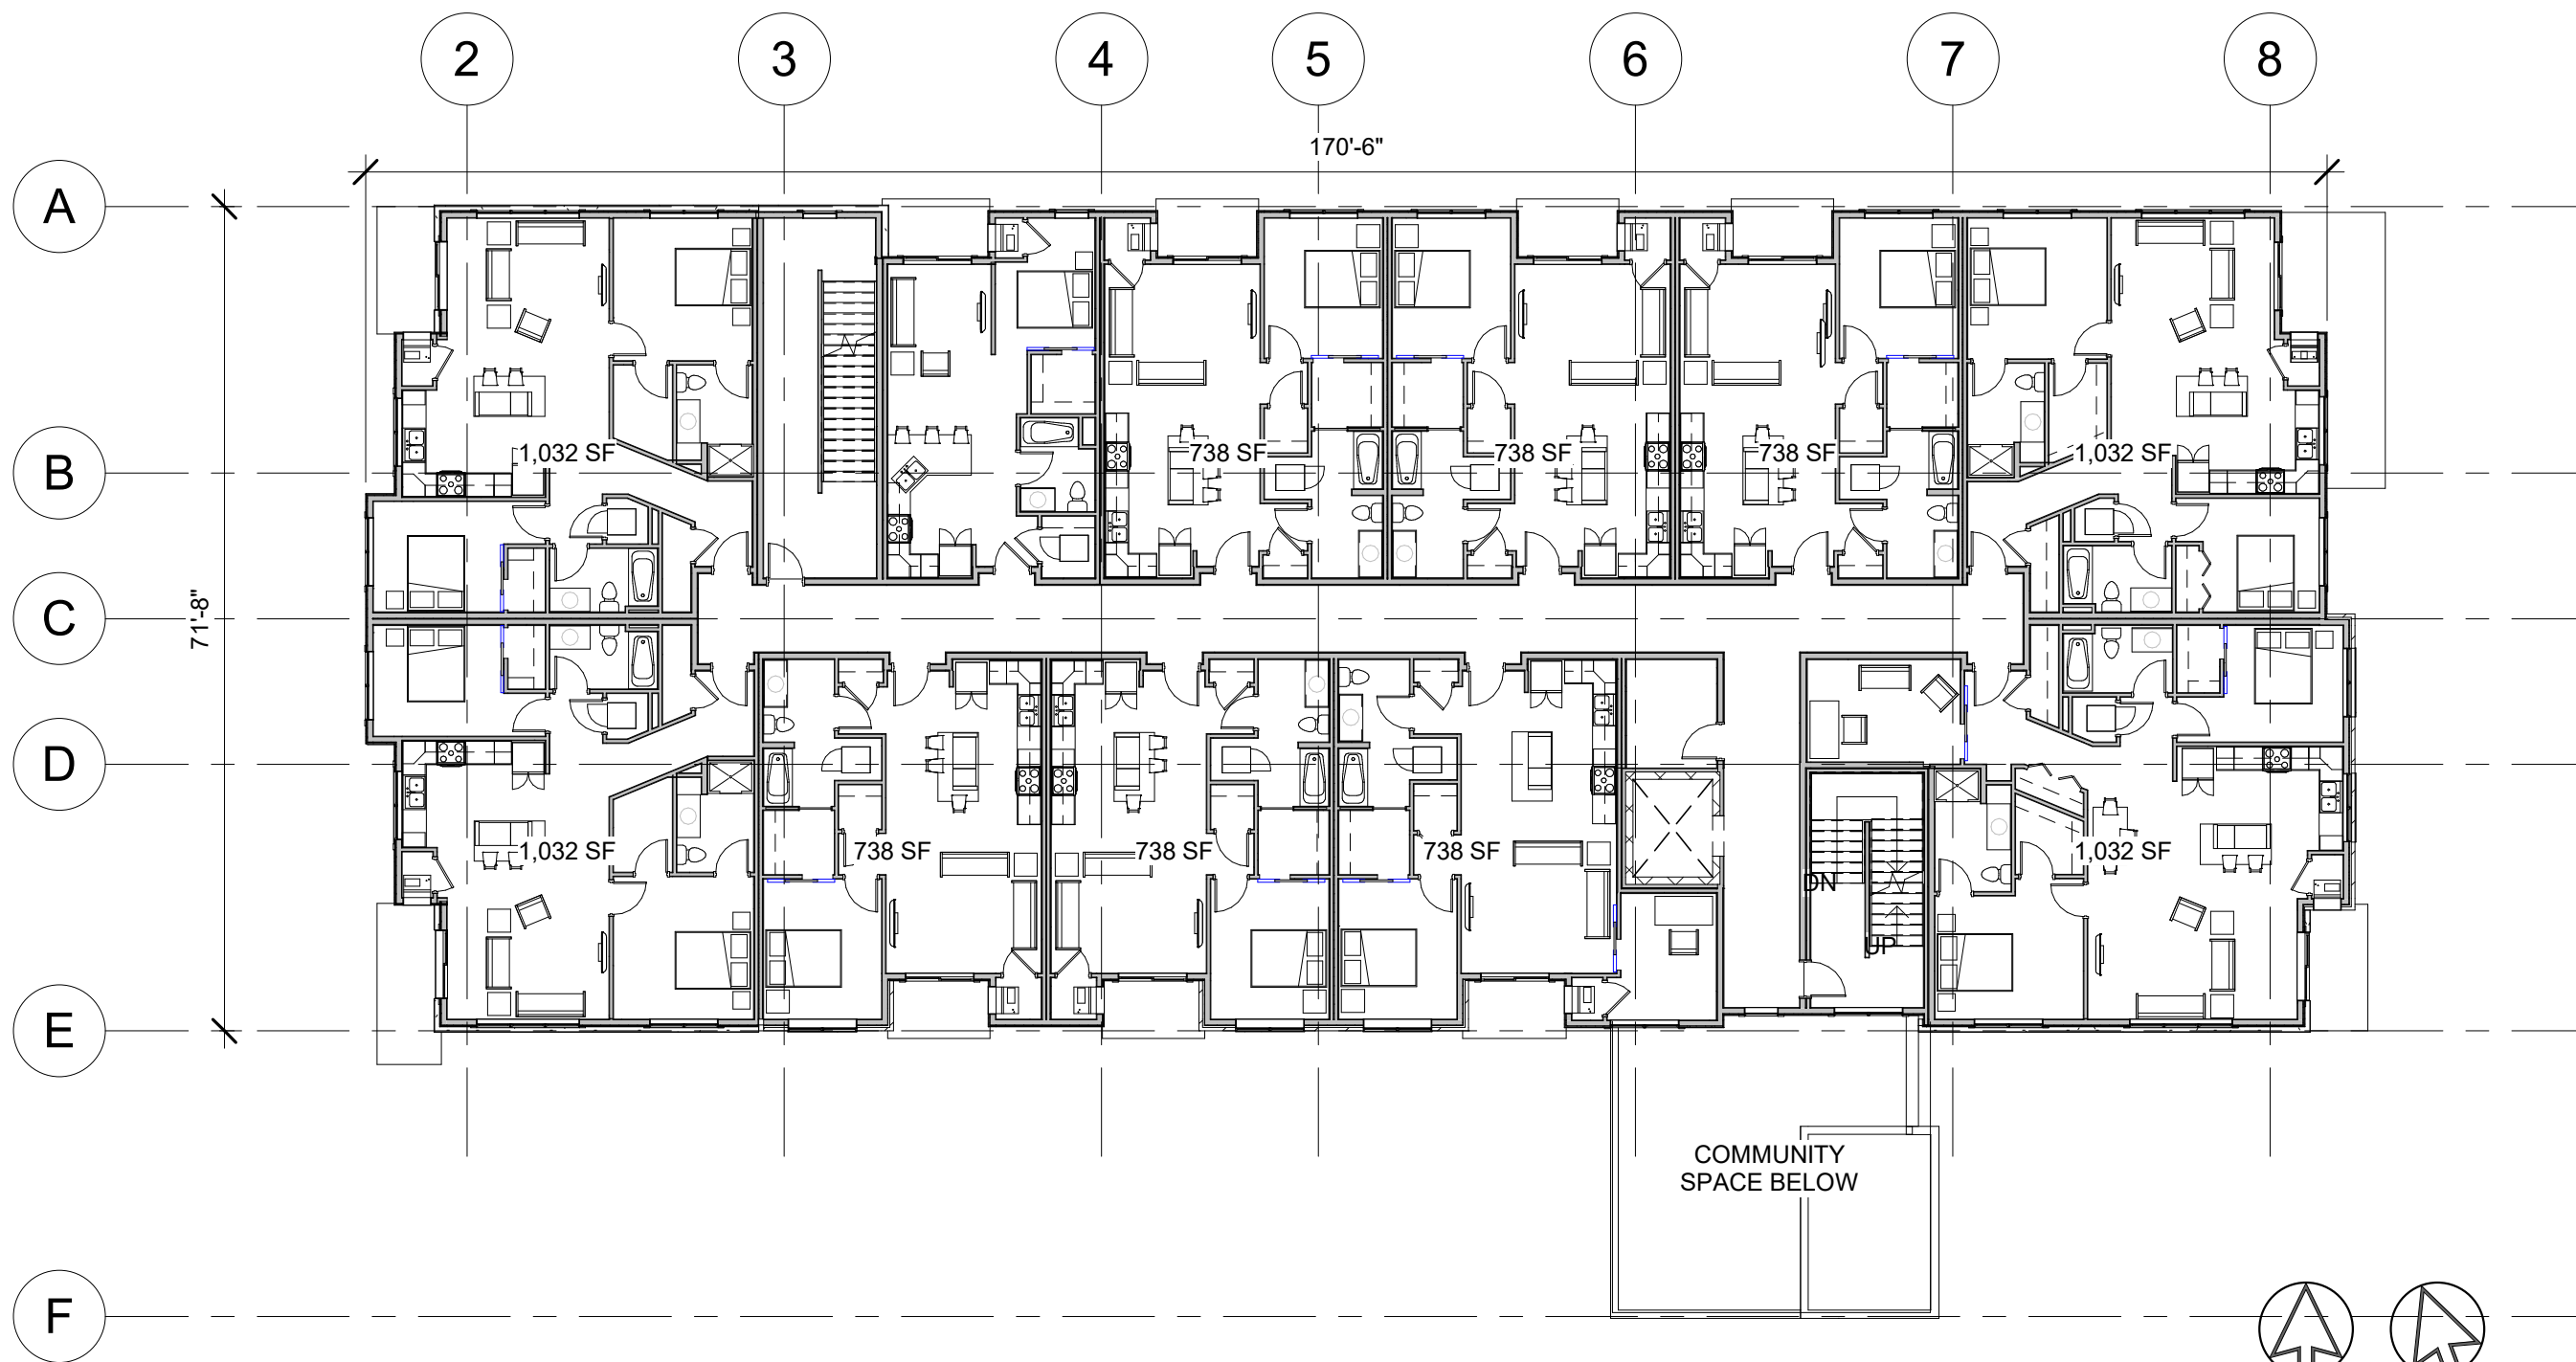 2 3 4 5 6 7 8
170'-6"
A
1,032 SF 738 SF 738 SF 738 SF 1,032 SF
B
C
71'-8"
D
1,032 SF 738 SF 738 SF 738 SF 1,032 SF
DN
UP
E
COMMUNITY
SPACE BELOW
F